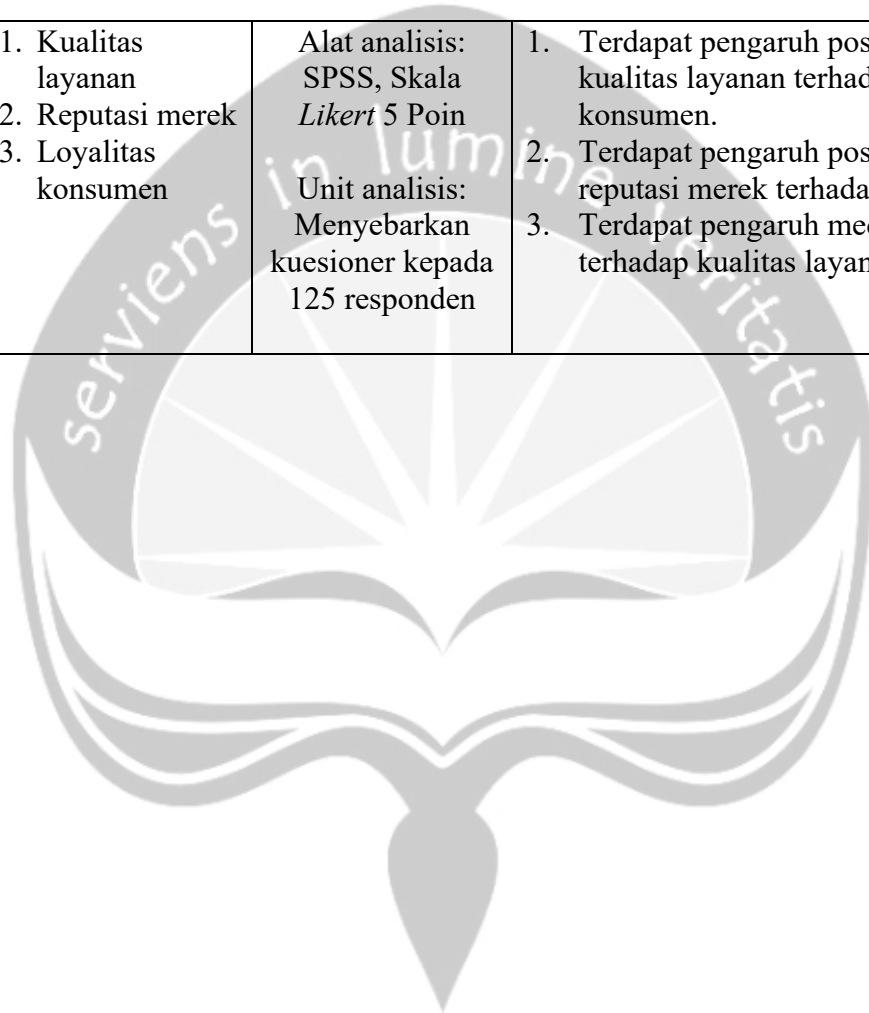 1. Kualitas
layanan
2. Reputasi merek
3. Loyalitas
konsumen
Alat analisis:
SPSS, Skala
Likert 5 Poin
Unit analisis:
Menyebarkan
kuesioner kepada
125 responden
1. Terdapat pengaruh pos
kualitas layanan terhad
konsumen.
2. Terdapat pengaruh pos
reputasi merek terhada
3. Terdapat pengaruh me
terhadap kualitas layan
serviens in lumine veritatis